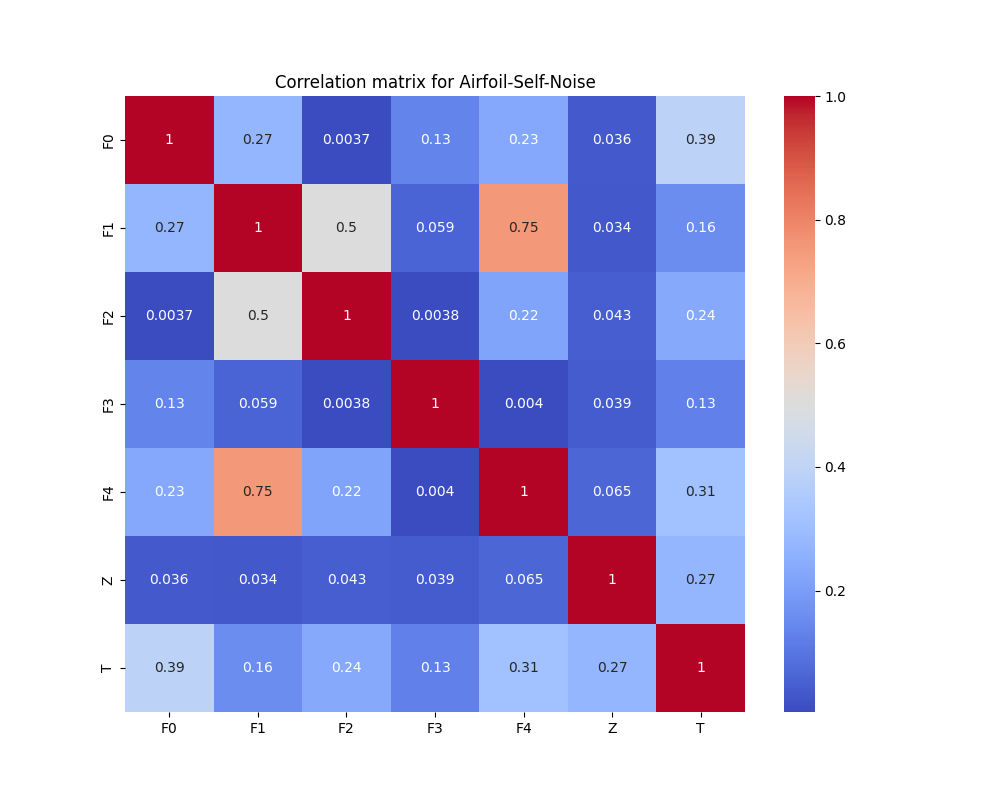 Correlation matrix for Airfoil-Self-Noise
F0 1 0.27 0.0037 0.13 0.23 0.036 0.39
F1 0.27 1 0.5 0.059 0.75 0.034 0.16
F2 0.0037 0.5 1 0.0038 0.22 0.043 0.24
F3 0.13 0.059 0.0038 1 0.004 0.039 0.13
F4 0.23 0.75 0.22 0.004 1 0.065 0.31
Z 0.036 0.034 0.043 0.039 0.065 1 0.27
T 0.39 0.16 0.24 0.13 0.31 0.27 1
F0 F1 F2 F3 F4 Z T
1.0
0.8
0.6
0.4
0.2